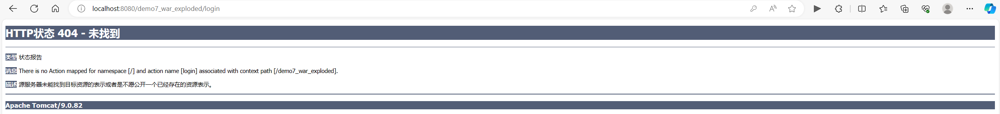 localhost:8080/demo7_war_exploded/login
HTTP状态 404 - 未找到
类型 状态报告
消息 There is no Action mapped for namespace [/] and action name [login] associated with context path [/demo7_war_exploded].
描述 源服务器未能找到目标资源的表示或者是不愿公开一个已经存在的资源表示。
Apache Tomcat/9.0.82